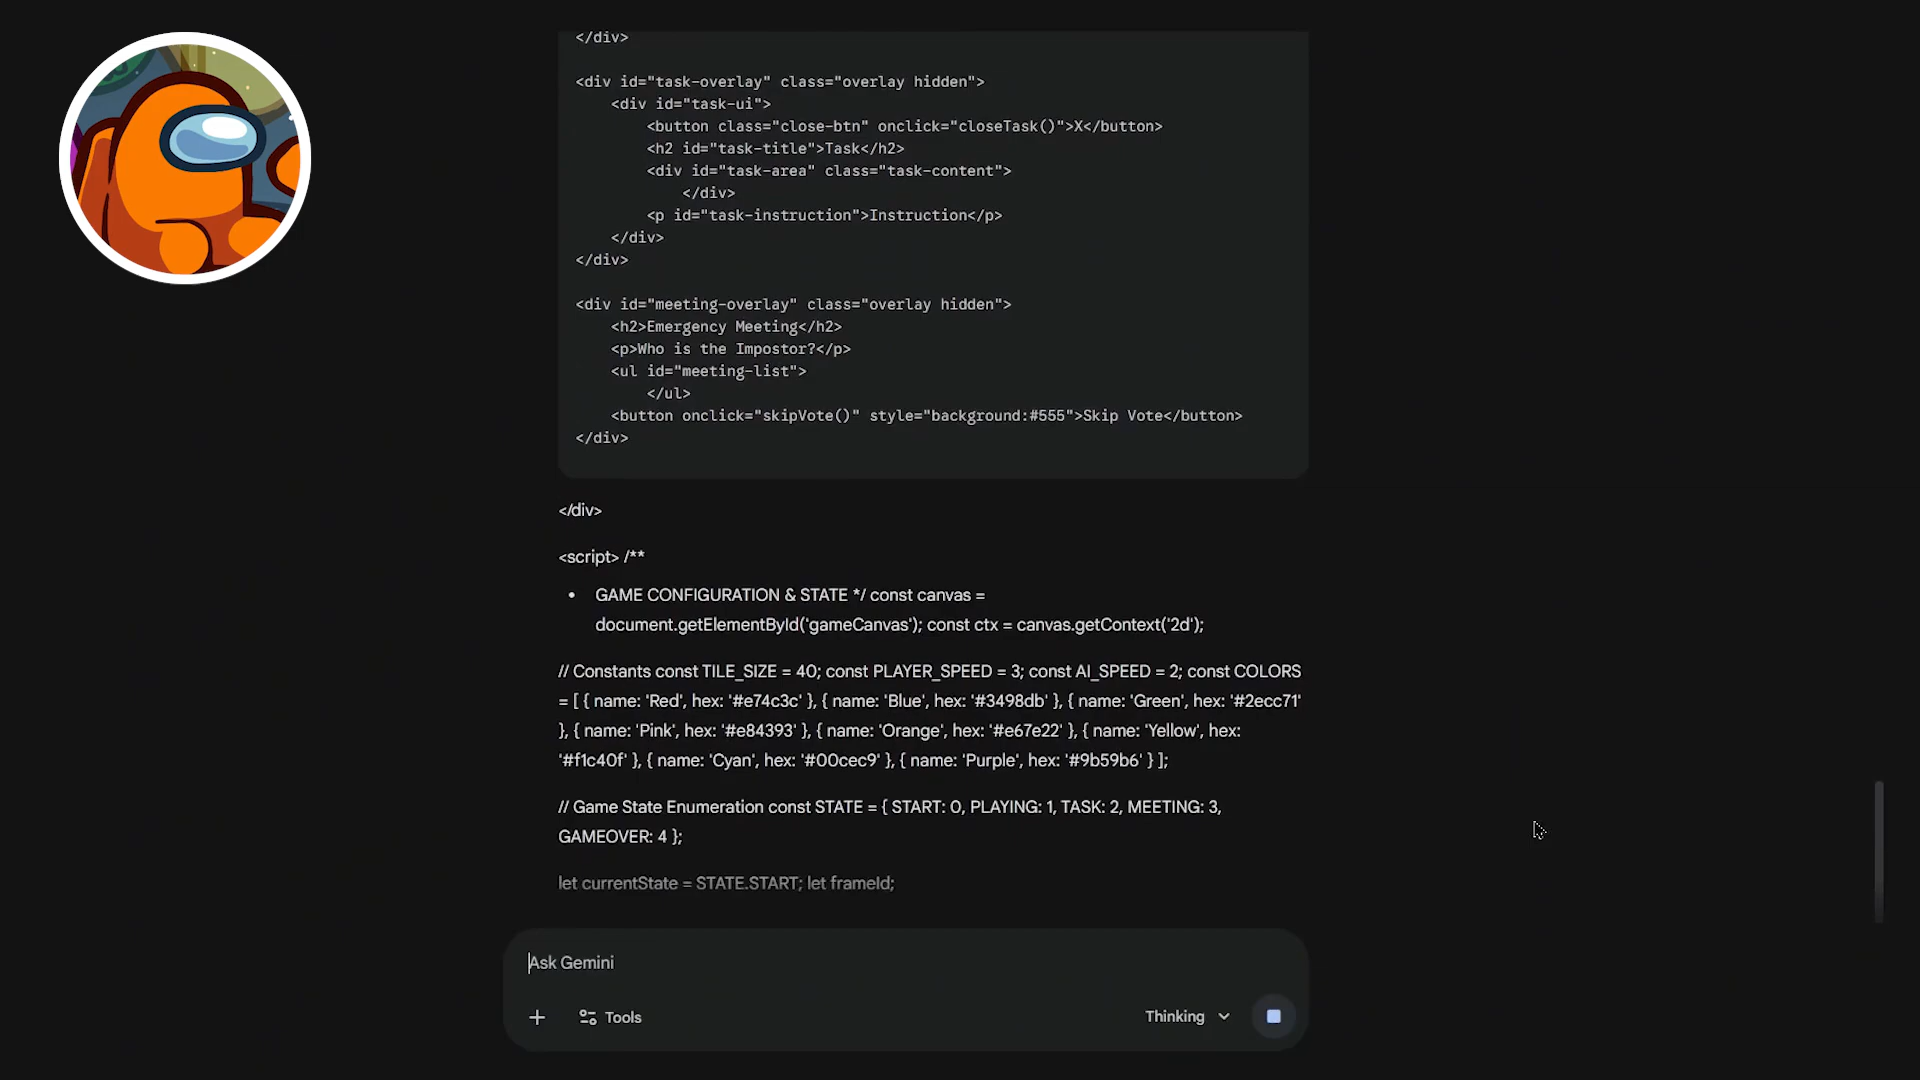 </div>
<div id="task-overlay" class="overlay hidden">
<div id="task-ui">
<button class="close-btn" onclick="closeTask()">X</button>
<h2 id="task-title">Task</h2>
<div id="task-area" class="task-content">
</div>
<p id="task-instruction">Instruction</p>
</div>
</div>
<div id="meeting-overlay" class="overlay hidden">
<h2>Emergency Meeting</h2>
<p>Who is the Impostor?</p>
<ul id="meeting-list">
</ul>
<button onclick="skipVote()" style="background:#555">Skip Vote</button>
</div>
</div>
<script> /**
• GAME CONFIGURATION & STATE */ const canvas =
document.getElementById('gameCanvas'); const ctx = canvas.getContext('2d');
// Constants const TILE_SIZE = 40; const PLAYER_SPEED = 3; const AI_SPEED = 2; const COLORS
= [ { name: 'Red', hex: '#e74c3c' }, { name: 'Blue', hex: '#3498db' }, { name: 'Green', hex: '#2ecc71'
}, { name: 'Pink', hex: '#e84393' }, { name: 'Orange', hex: '#e67e22' }, { name: 'Yellow', hex:
'#f1c40f' }, { name: 'Cyan', hex: '#00cec9' }, { name: 'Purple', hex: '#9b59b6' } ];
// Game State Enumeration const STATE = { START: 0, PLAYING: 1, TASK: 2, MEETING: 3,
GAMEOVER: 4 };
let currentState = STATE.START; let frameId;
Ask Gemini
Tools
Thinking